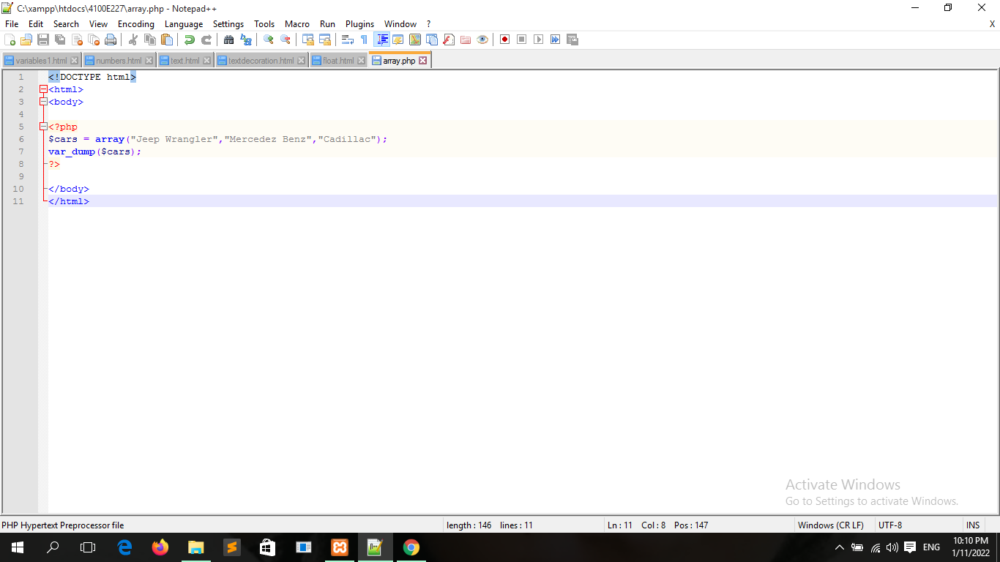 C:\xampp\htdocs\4100E227\array.php - Notepad++
File Edit Search View Encoding Language Settings Tools Macro Run Plugins Window ? X
variables1.html numbers.html text.html textdecoration.html float.html array.php
1 <!DOCTYPE html>
2 <html>
3 <body>
4
5 <?php
6 $cars = array("Jeep Wrangler","Mercedez Benz","Cadillac");
7 var_dump($cars);
8 ?>
9
10 </body>
11 </html>
Activate Windows
Go to Settings to activate Windows.
PHP Hypertext Preprocessor file length : 146 lines : 11 Ln : 11 Col : 8 Pos : 147 Windows (CR LF) UTF-8 INS
ENG
10:10 PM
1/11/2022